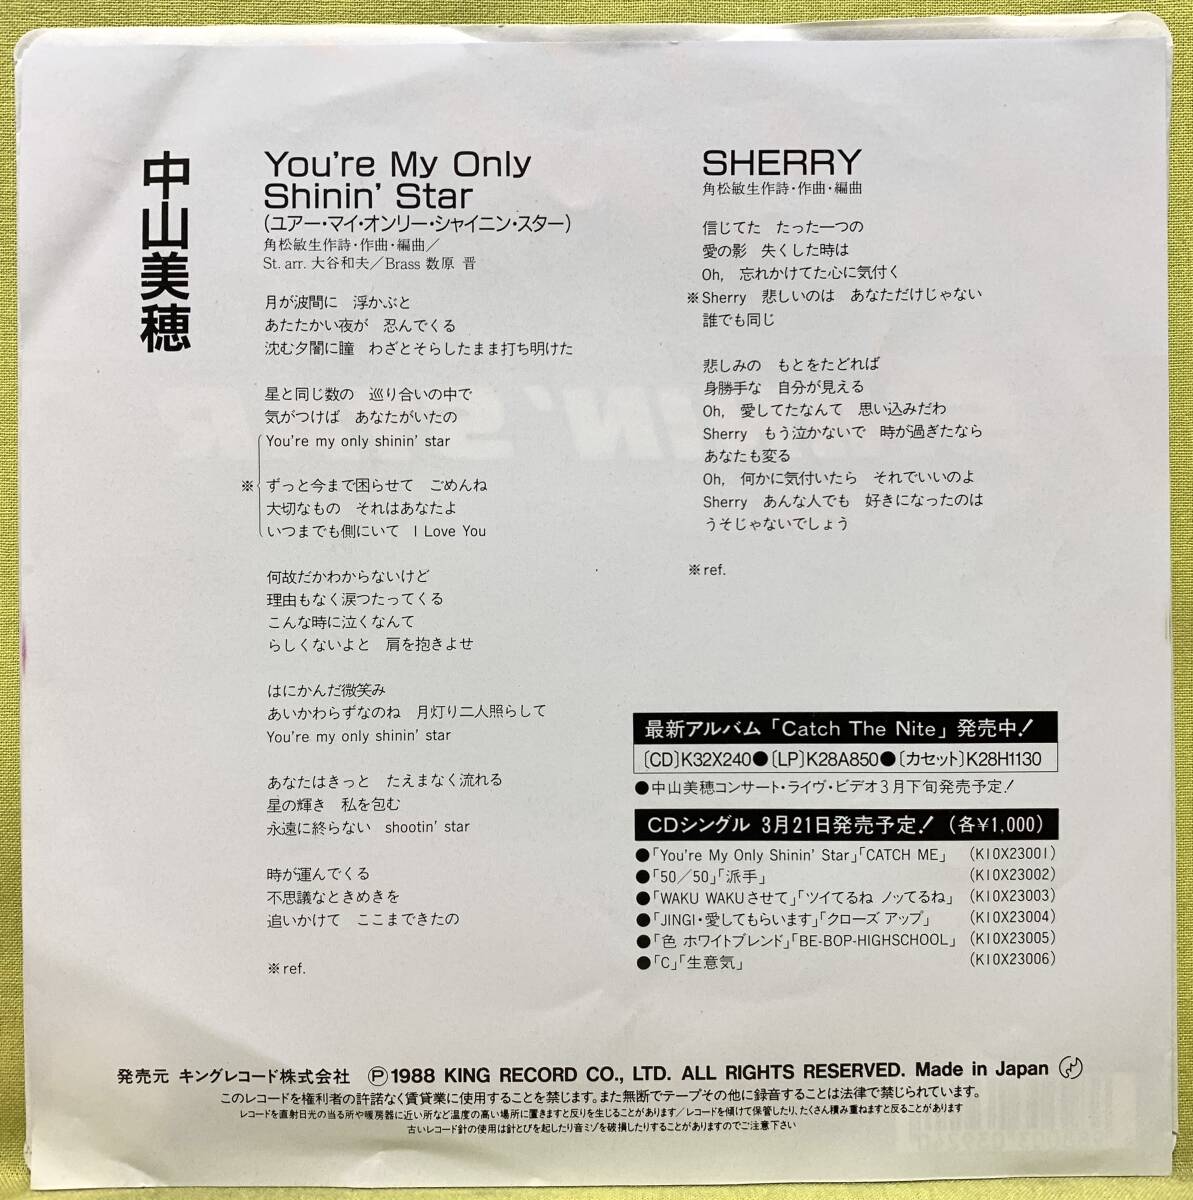 中山美穂
You're My Only
Shinin' Star
(ユアー・マイ・オンリー・シャイニン・スター)
角松敏生作詩・作曲・編曲／
St. arr. 大谷和夫／Brass 数原 晋
月が波間に　浮かぶと
あたたかい夜が　忍んでくる
沈む夕闇に瞳　わざとそらしたまま打ち明けた
星と同じ数の　巡り合いの中で
気がつけば　あなたがいたの
You're my only shinin' star
※ ずっと今まで困らせて　ごめんね
大切なもの　それはあなたよ
いつまでも側にいて　I Love You
何故だかわからないけど
理由もなく涙つたってくる
こんな時に泣くなんて
らしくないよと　肩を抱きよせ
はにかんだ微笑み
あいかわらずなのね　月灯り二人照らして
You're my only shinin' star
あなたはきっと　たえまなく流れる
星の輝き　私を包む
永遠に終らない　shootin' star
時が運んでくる
不思議なときめきを
追いかけて　ここまできたの
※ ref.
SHERRY
角松敏生作詩・作曲・編曲
信じてた　たった一つの
愛の影　失くした時は
Oh,　忘れかけてた心に気付く
※ Sherry　悲しいのは　あなただけじゃない
誰でも同じ
悲しみの　もとをたどれば
身勝手な　自分が見える
Oh,　愛してたなんて　思い込みだわ
Sherry　もう泣かないで　時が過ぎたなら
あなたも変る
Oh,　何かに気付いたら　それでいいのよ
Sherry　あんな人でも　好きになったのは
うそじゃないでしょう
※ ref.
最新アルバム「Catch The Nite」発売中！
〔CD〕K32X240●〔LP〕K28A850●〔カセット〕K28H1130
●中山美穂コンサート・ライヴ・ビデオ3月下旬発売予定！
CDシングル 3月21日発売予定！（各¥1,000）
●「You're My Only Shinin' Star」「CATCH ME」 (K10X23001)
●「50／50」「派手」 (K10X23002)
●「WAKU WAKUさせて」「ツイてるね ノッてるね」 (K10X23003)
●「JINGI・愛してもらいます」「クローズ アップ」 (K10X23004)
●「色 ホワイトブレンド」「BE-BOP-HIGHSCHOOL」 (K10X23005)
●「C」「生意気」 (K10X23006)
発売元 キングレコード株式会社 Ⓟ1988 KING RECORD CO., LTD. ALL RIGHTS RESERVED. Made in Japan
このレコードを権利者の許諾なく賃貸業に使用することを禁じます。また無断でテープその他に録音することは法律で禁じられています。
レコードを直射日光の当る所や暖房器に近い所など温度の高い場所に置きますと反りを生じることがあります／レコードを傾けて保管したり、たくさん積み重ねますと反ることがあります
古いレコード針の使用は針とびを起したり音ミゾを破損したりすることがありますのでご注意下さい